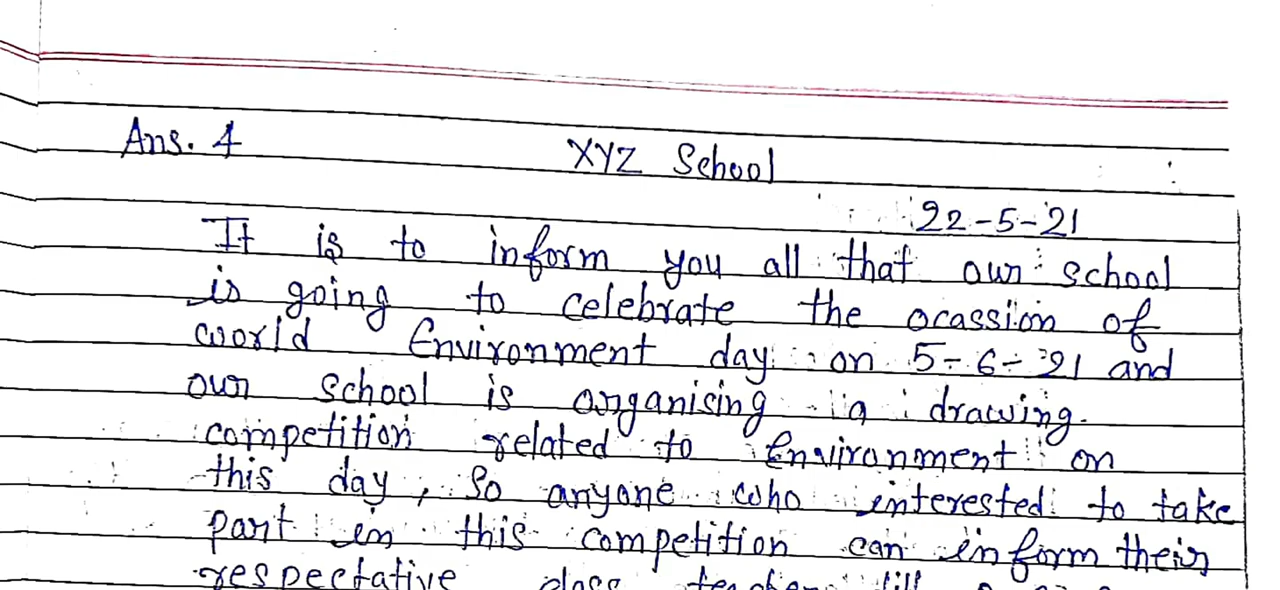 Ans. 4
XYZ School
22-5-21
It is to inform you all that our school
is going to celebrate the ocassion of
world Environment day on 5-6-21 and
our school is organising a drawing
competition related to Environment on
this day, So anyone who interested to take
part in this competition can inform their
respectative class teacher till